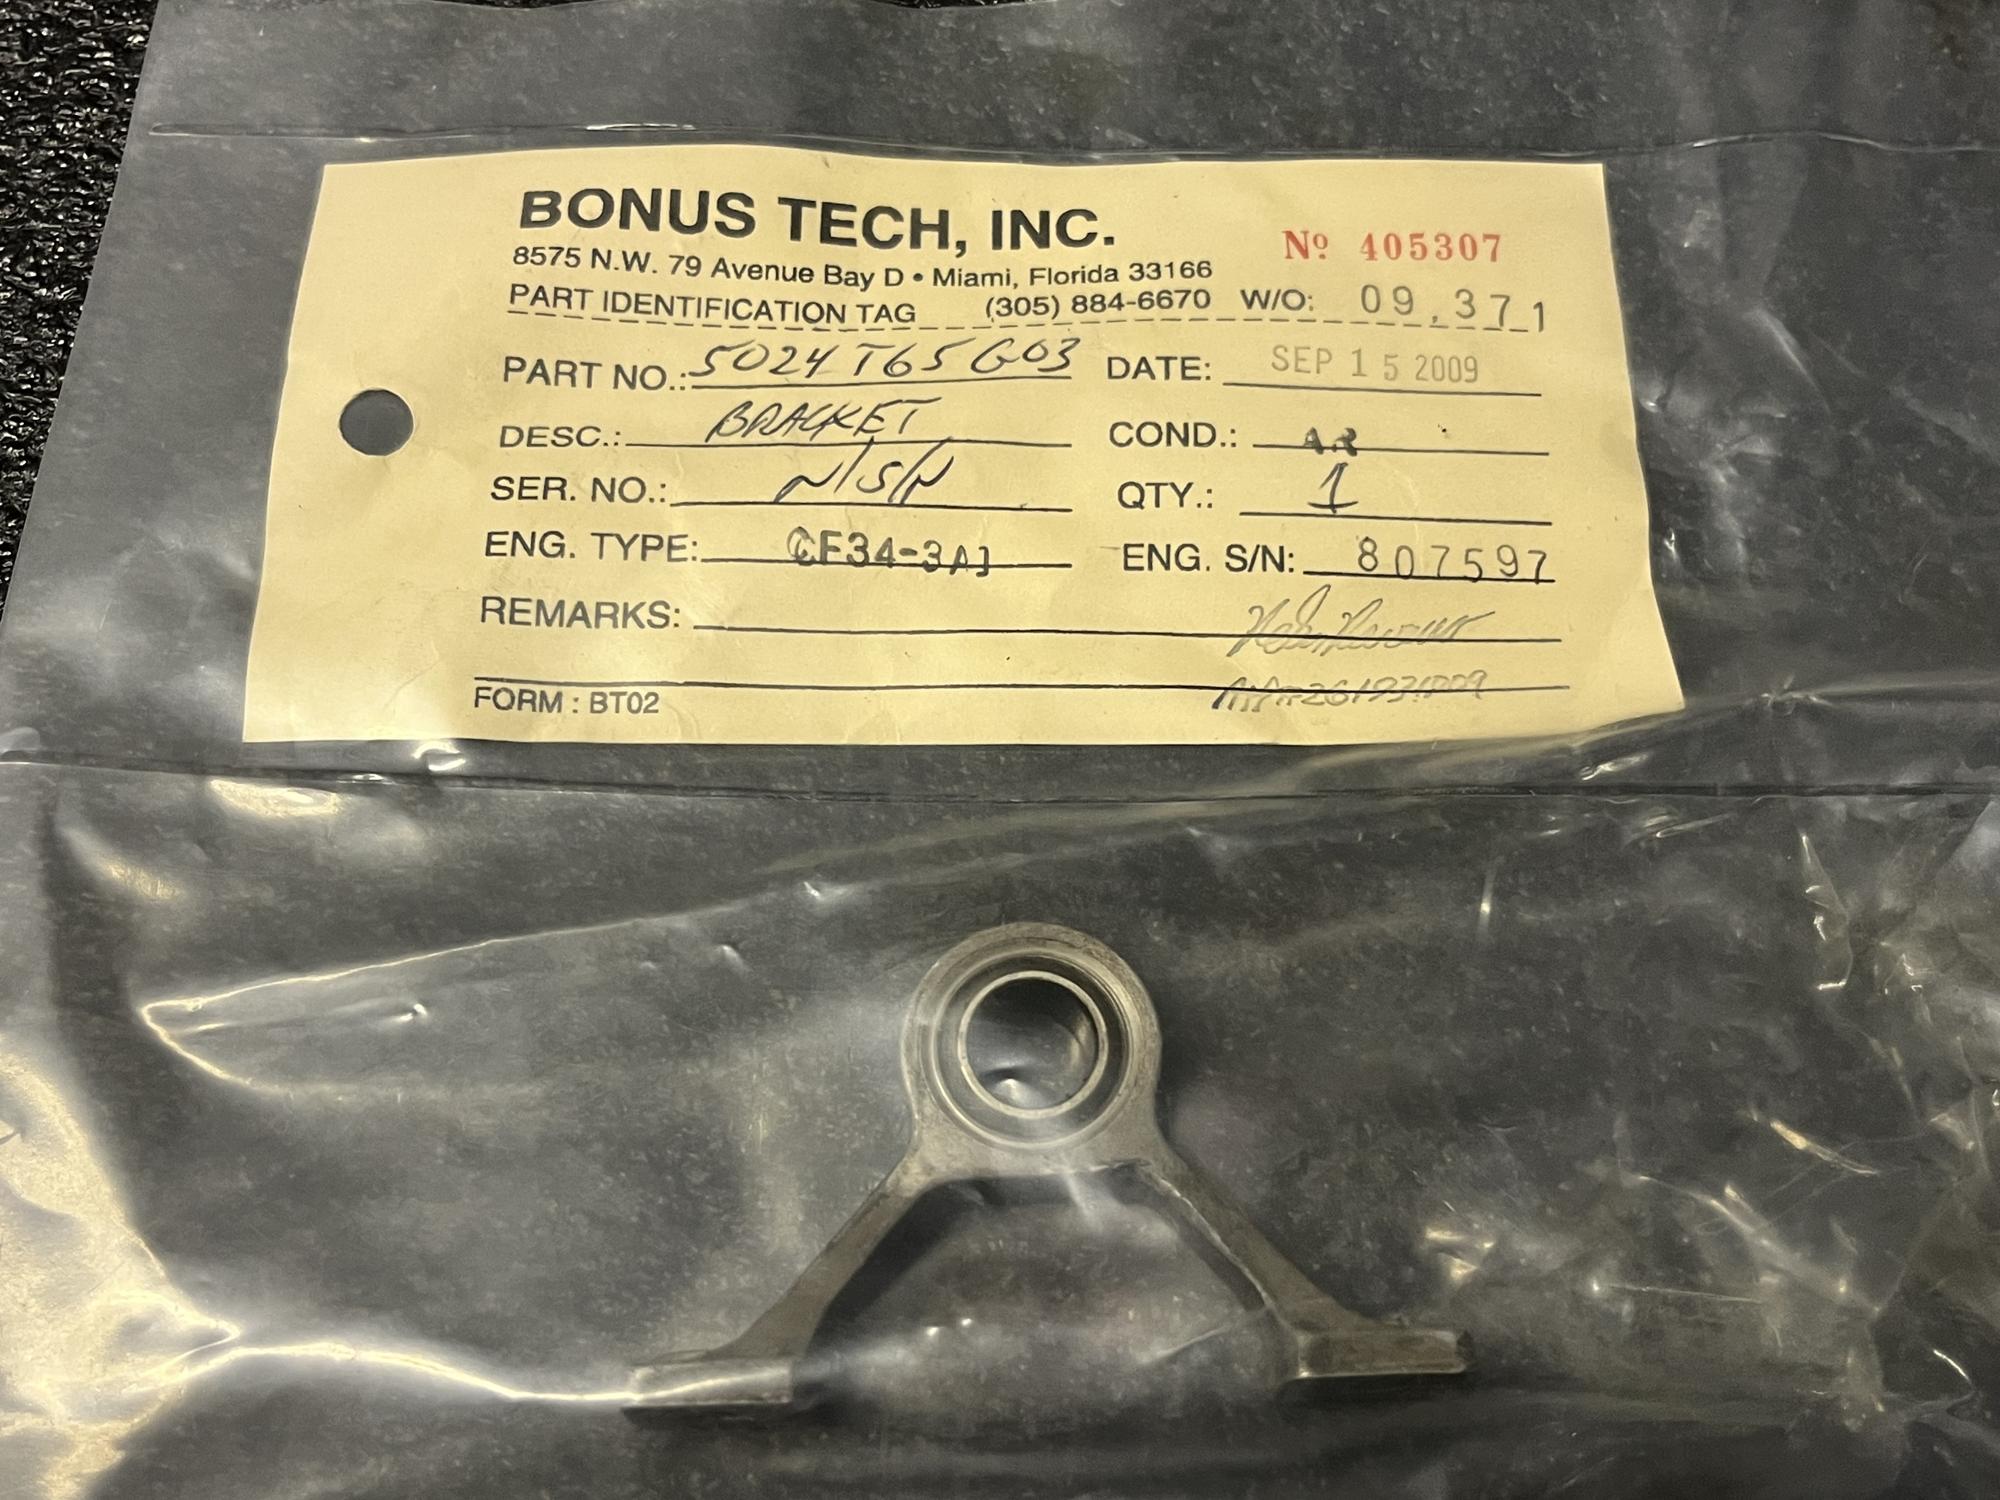 BONUS TECH, INC.
Nº 405307
8575 N.W. 79 Avenue Bay D • Miami, Florida 33166
PART IDENTIFICATION TAG (305) 884-6670 W/O: 09,371
PART NO.: 5024T65G03 DATE: SEP 15 2009
DESC.: BRACKET COND.: AR
SER. NO.: N/S/N QTY.: 1
ENG. TYPE: CF34-3A1 ENG. S/N: 807597
REMARKS:
FORM : BT02